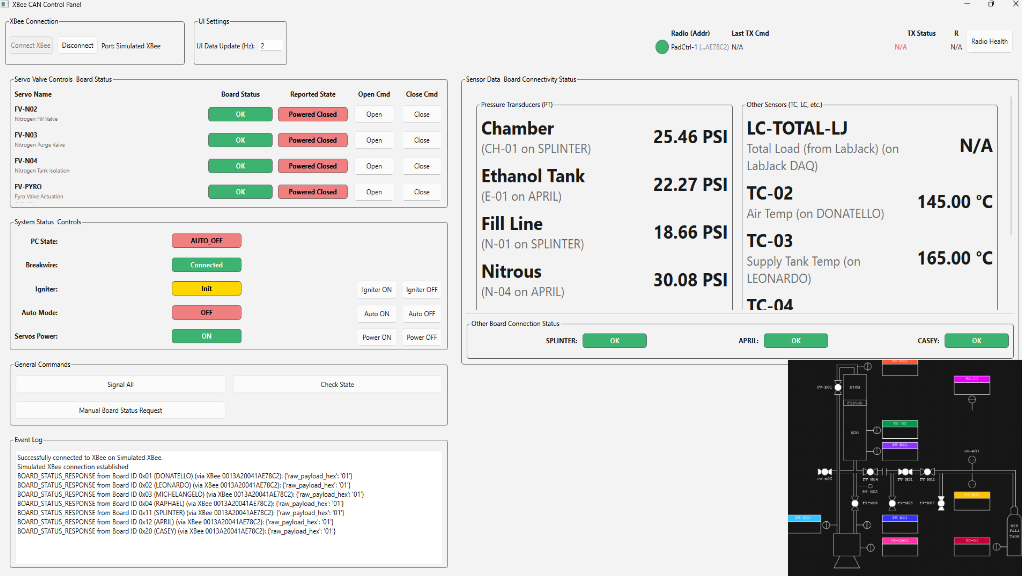 XBee CAN Control Panel
XBee Connection
Connect XBee
Disconnect
Port: Simulated XBee
UI Settings
UI Data Update (Hz):
2
Radio (Addr)
Last TX Cmd
TX Status
R
PadCtrl-1 (...AE78C2)
N/A
N/A
N/A
Radio Health
Servo Valve Controls  Board Status
Servo Name
Board Status
Reported State
Open Cmd
Close Cmd
FV-N02
Nitrogen Fill Valve
OK
Powered Closed
Open
Close
FV-N03
Nitrogen Purge Valve
OK
Powered Closed
Open
Close
FV-N04
Nitrogen Tank Isolation
OK
Powered Closed
Open
Close
FV-PYRO
Pyro Valve Actuation
OK
Powered Closed
Open
Close
System Status  Controls
PC State:
AUTO_OFF
Breakwire:
Connected
Igniter:
Init
Igniter ON
Igniter OFF
Auto Mode:
OFF
Auto ON
Auto OFF
Servos Power:
ON
Power ON
Power OFF
General Commands
Signal All
Check State
Manual Board Status Request
Event Log
Successfully connected to XBee on Simulated XBee.
Simulated XBee connection established
BOARD_STATUS_RESPONSE from Board ID 0x01 (DONATELLO) (via XBee 0013A20041AE78C2): {'raw_payload_hex': '01'}
BOARD_STATUS_RESPONSE from Board ID 0x02 (LEONARDO) (via XBee 0013A20041AE78C2): {'raw_payload_hex': '01'}
BOARD_STATUS_RESPONSE from Board ID 0x03 (MICHELANGELO) (via XBee 0013A20041AE78C2): {'raw_payload_hex': '01'}
BOARD_STATUS_RESPONSE from Board ID 0x04 (RAPHAEL) (via XBee 0013A20041AE78C2): {'raw_payload_hex': '01'}
BOARD_STATUS_RESPONSE from Board ID 0x11 (SPLINTER) (via XBee 0013A20041AE78C2): {'raw_payload_hex': '01'}
BOARD_STATUS_RESPONSE from Board ID 0x12 (APRIL) (via XBee 0013A20041AE78C2): {'raw_payload_hex': '01'}
BOARD_STATUS_RESPONSE from Board ID 0x20 (CASEY) (via XBee 0013A20041AE78C2): {'raw_payload_hex': '01'}
Sensor Data  Board Connectivity Status
Pressure Transducers (PT)
Chamber
(CH-01 on SPLINTER)
25.46 PSI
Ethanol Tank
(E-01 on APRIL)
22.27 PSI
Fill Line
(N-01 on SPLINTER)
18.66 PSI
Nitrous
(N-04 on APRIL)
30.08 PSI
Other Sensors (TC, LC, etc.)
LC-TOTAL-LJ
Total Load (from LabJack) (on
LabJack DAQ)
N/A
TC-02
Air Temp (on DONATELLO)
145.00 °C
TC-03
Supply Tank Temp (on
LEONARDO)
165.00 °C
TC-04
Other Board Connection Status
SPLINTER:
OK
APRIL:
OK
CASEY:
OK